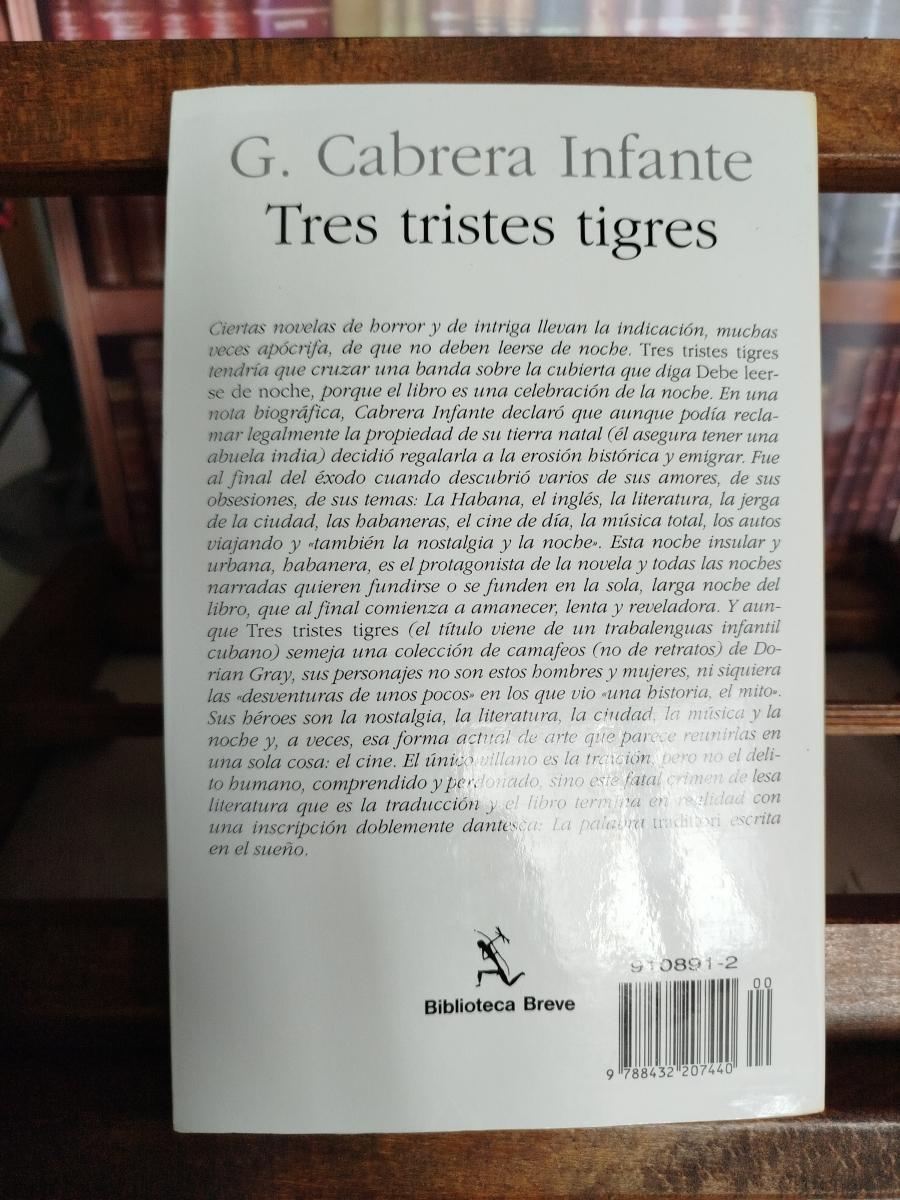 G. Cabrera Infante
Tres tristes tigres
Ciertas novelas de horror y de intriga llevan la indicación, muchas
veces apócrifa, de que no deben leerse de noche. Tres tristes tigres
tendría que cruzar una banda sobre la cubierta que diga Debe leer-
se de noche, porque el libro es una celebración de la noche. En una
nota biográfica, Cabrera Infante declaró que aunque podía recla-
mar legalmente la propiedad de su tierra natal (él asegura tener una
abuela india) decidió regalarla a la erosión histórica y emigrar. Fue
al final del éxodo cuando descubrió varios de sus amores, de sus
obsesiones, de sus temas: La Habana, el inglés, la literatura, la jerga
de la ciudad, las habaneras, el cine de día, la música total, los autos
viajando y «también la nostalgia y la noche». Esta noche insular y
urbana, habanera, es el protagonista de la novela y todas las noches
narradas quieren fundirse o se funden en la sola, larga noche del
libro, que al final comienza a amanecer, lenta y reveladora. Y aun-
que Tres tristes tigres (el título viene de un trabalenguas infantil
cubano) semeja una colección de camafeos (no de retratos) de Do-
rian Gray, sus personajes no son estos hombres y mujeres, ni siquiera
las «desventuras de unos pocos» en los que vio «una historia, el mito».
Sus héroes son la nostalgia, la literatura, la ciudad, la música y la
noche y, a veces, esa forma actual de arte que parece reunirlas en
una sola cosa: el cine. El único villano es la traición, pero no el deli-
to humano, comprendido y perdonado, sino este fatal crimen de lesa
literatura que es la traducción y el libro termina en realidad con
una inscripción doblemente dantesca: La palabra tradittori escrita
en el sueño.
Biblioteca Breve
910891-2
00
9 788432 207440